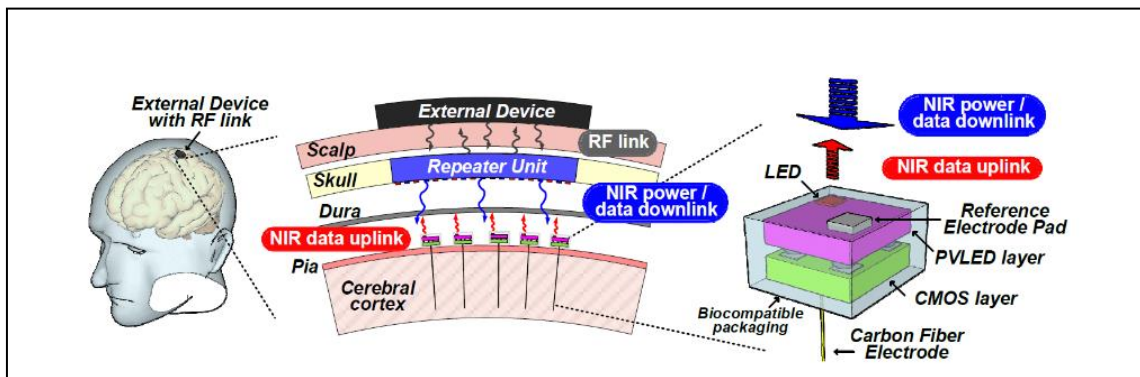 External Device
with RF link
External Device
RF link
Scalp
Skull
Repeater Unit
Dura
NIR power /
data downlink
NIR data uplink
Pia
Cerebral
cortex
NIR power /
data downlink
NIR data uplink
LED
Reference
Electrode Pad
PVLED layer
CMOS layer
Biocompatible
packaging
Carbon Fiber
Electrode